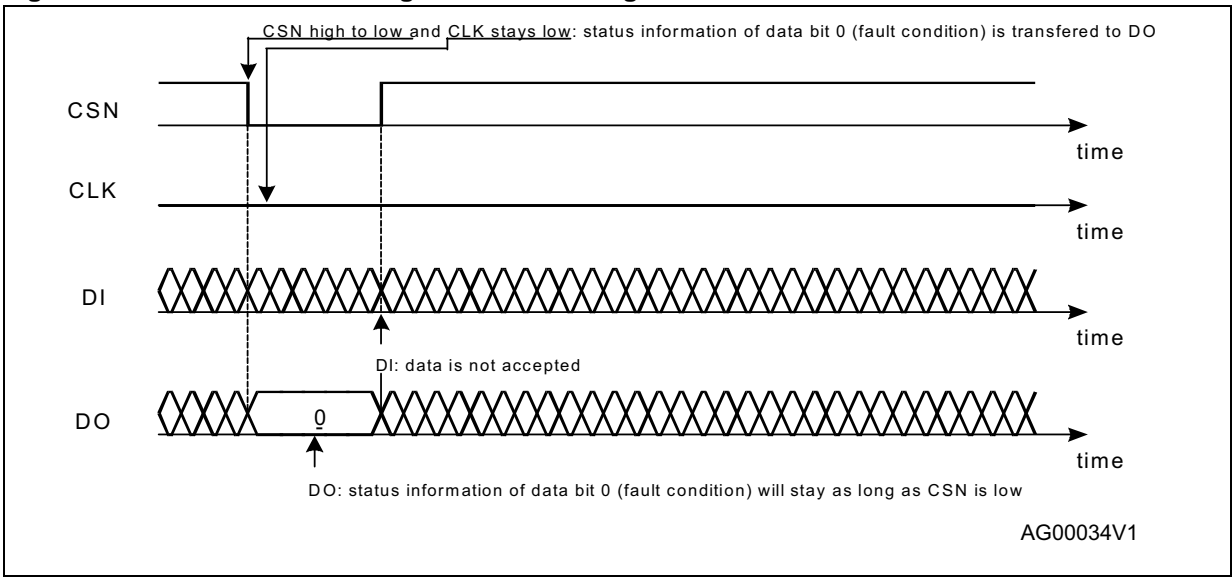 CSN high to low and CLK stays low: status information of data bit 0 (fault condition) is transfered to DO
CSN
time
CLK
time
DI
time
DI: data is not accepted
DO
0
time
DO: status information of data bit 0 (fault condition) will stay as long as CSN is low
AG00034V1